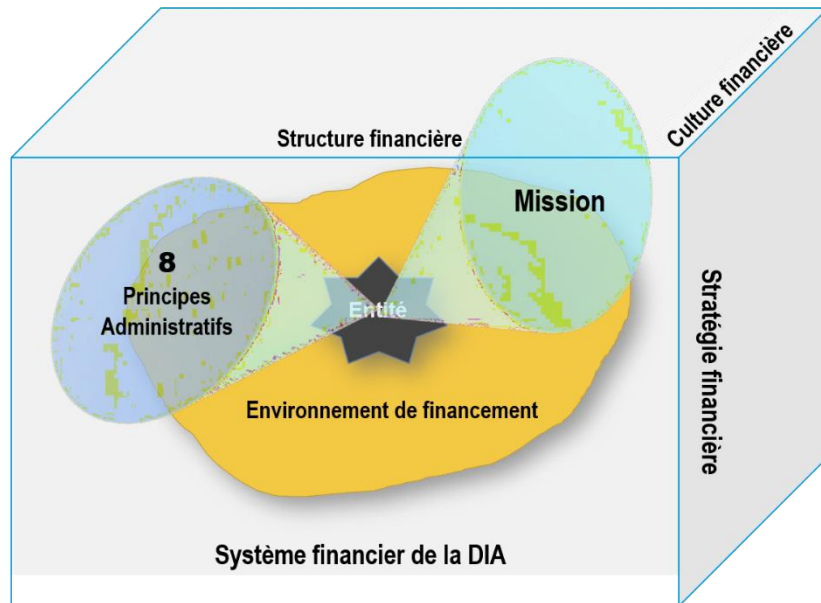 Culture financière
Structure financière
Mission
8
Principes
Administratifs
Entité
Stratégie financière
Environnement de financement
Système financier de la DIA